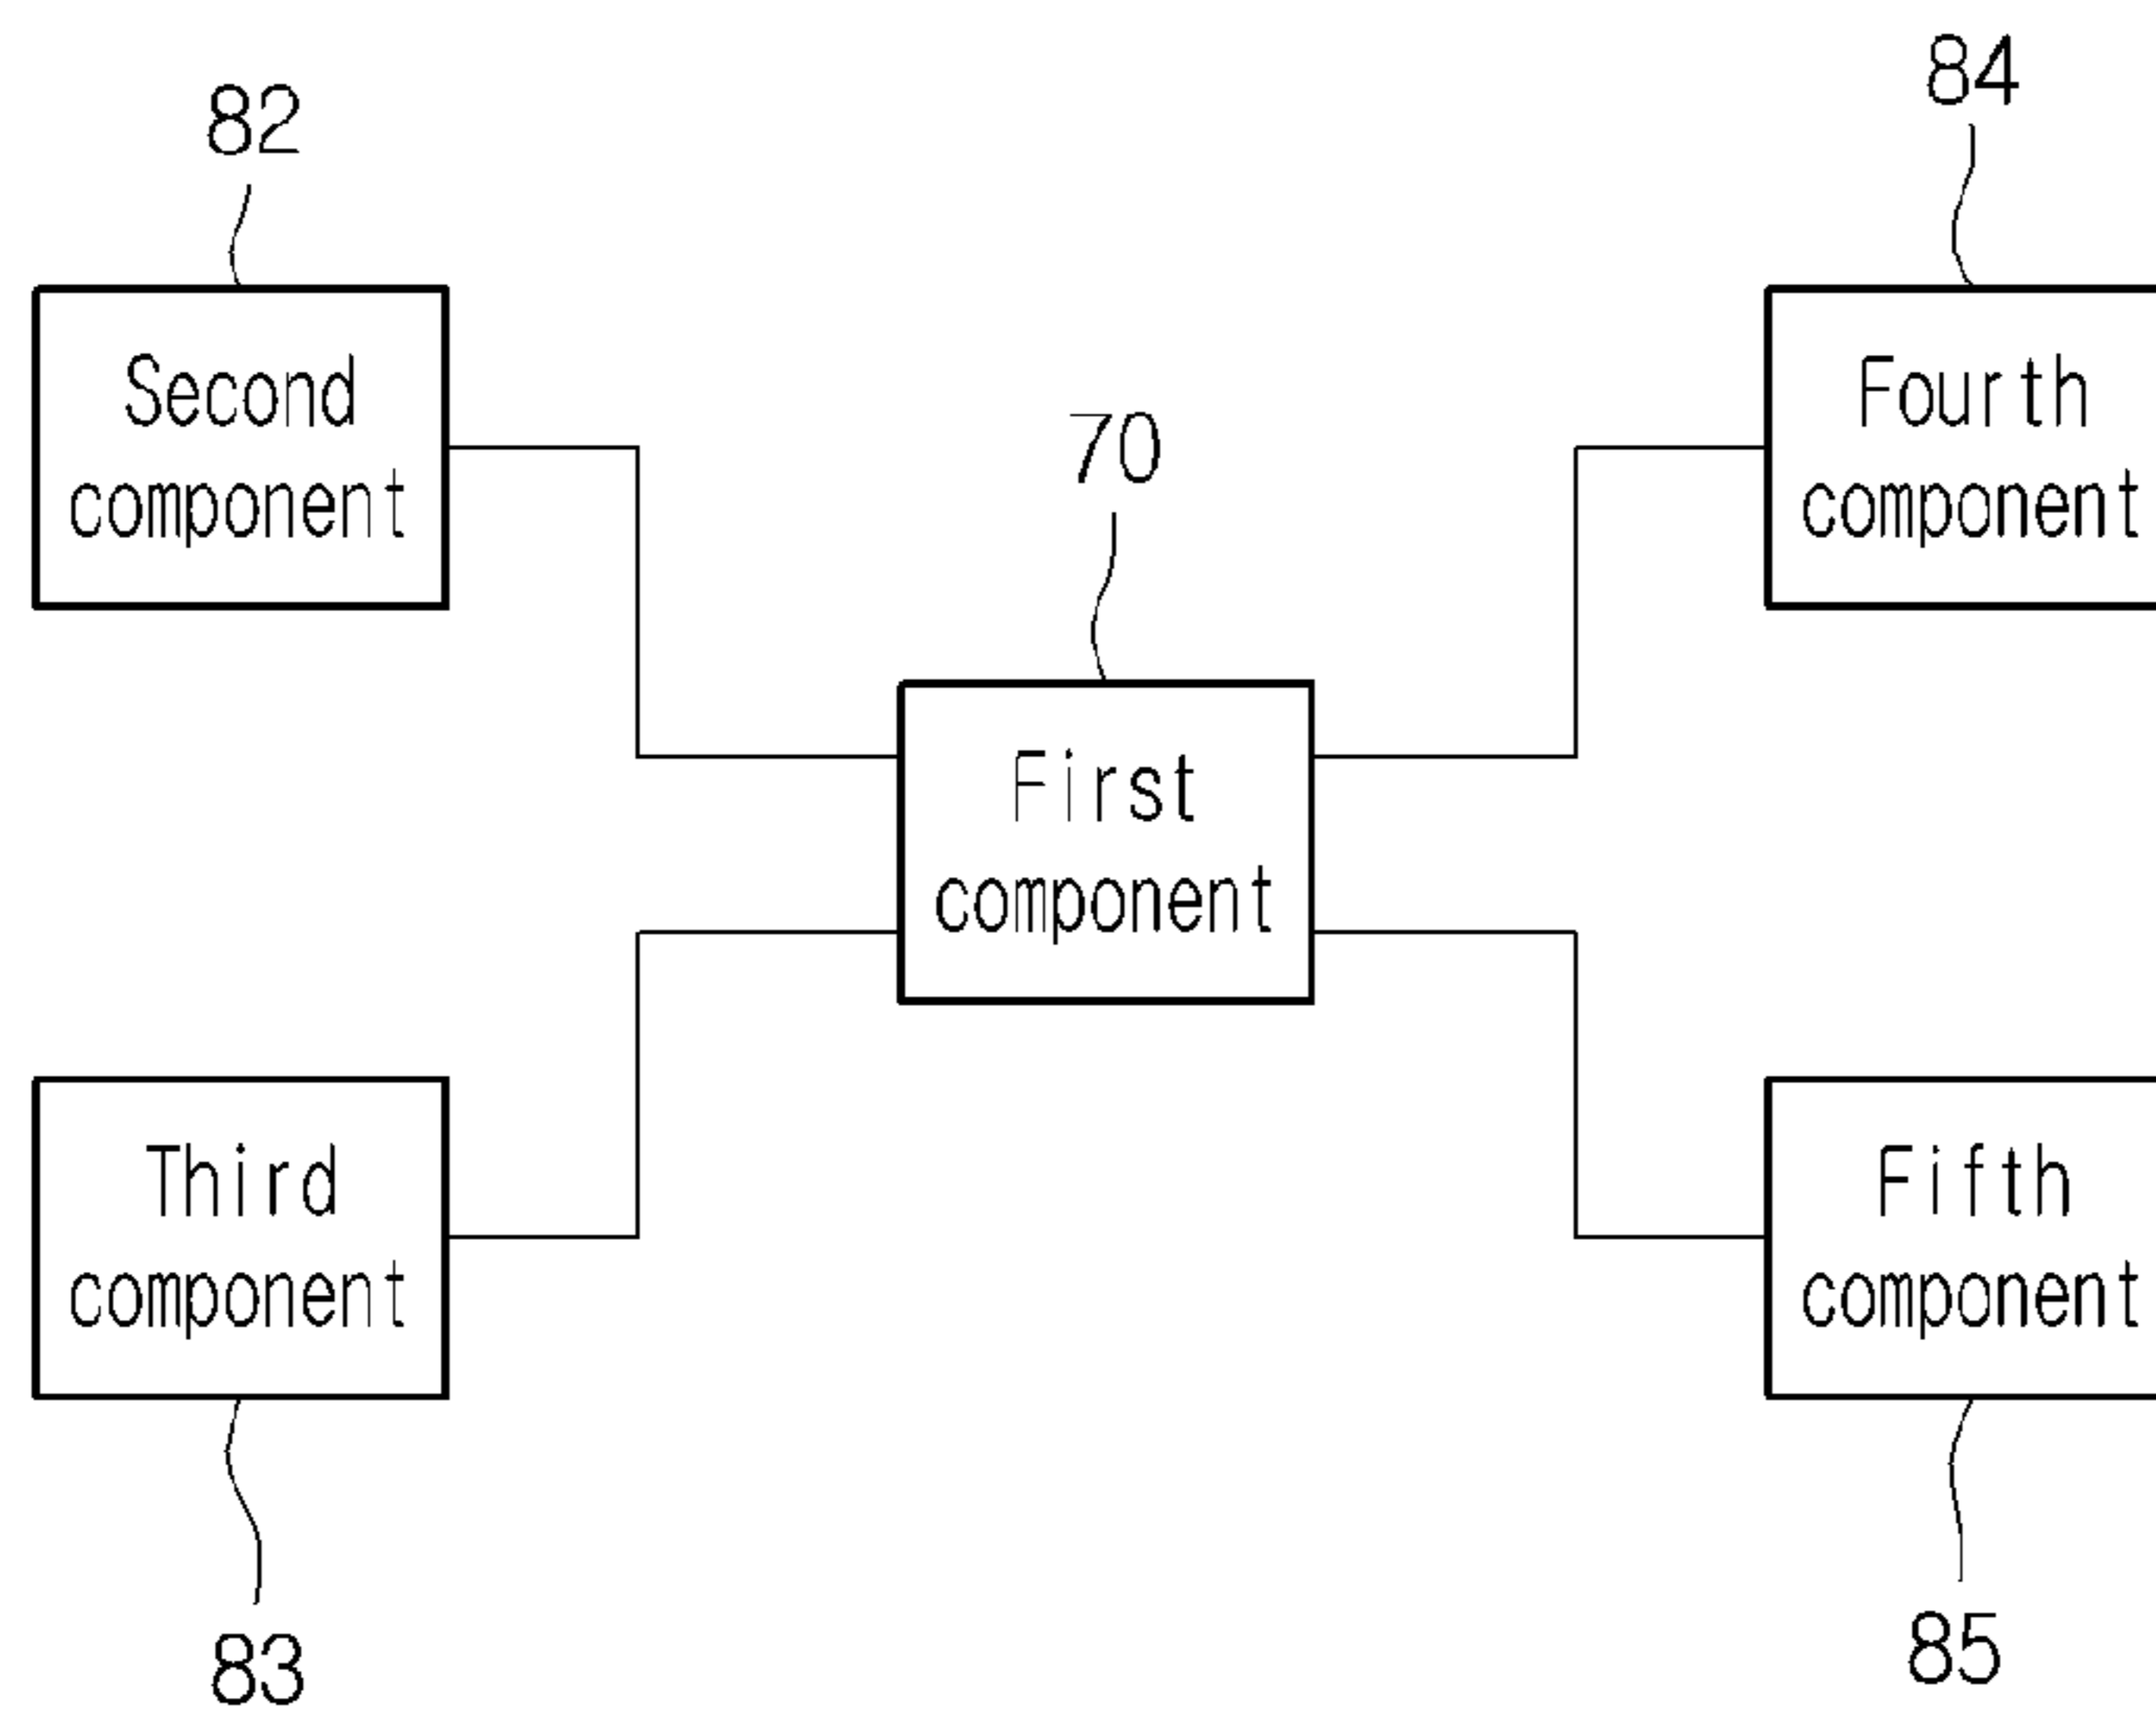 82
Second
component
84
Fourth
component
70
First
component
Third
component
83
Fifth
component
85